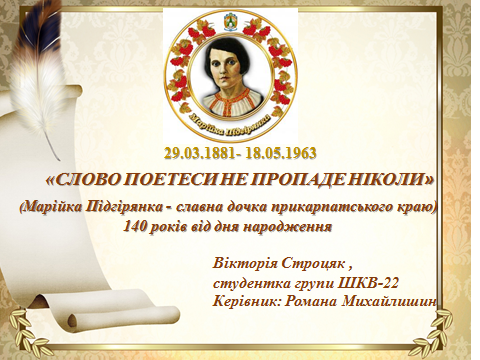 Марійка Підгірянка
29.03.1881- 18.05.1963
«СЛОВО ПОЕТЕСИ НЕ ПРОПАДЕ НІКОЛИ»
(Марійка Підгірянка - славна дочка прикарпатського краю)
140 років від дня народження
Вікторія Строцяк ,
студентка групи ШКВ-22
Керівник: Романа Михайлишин